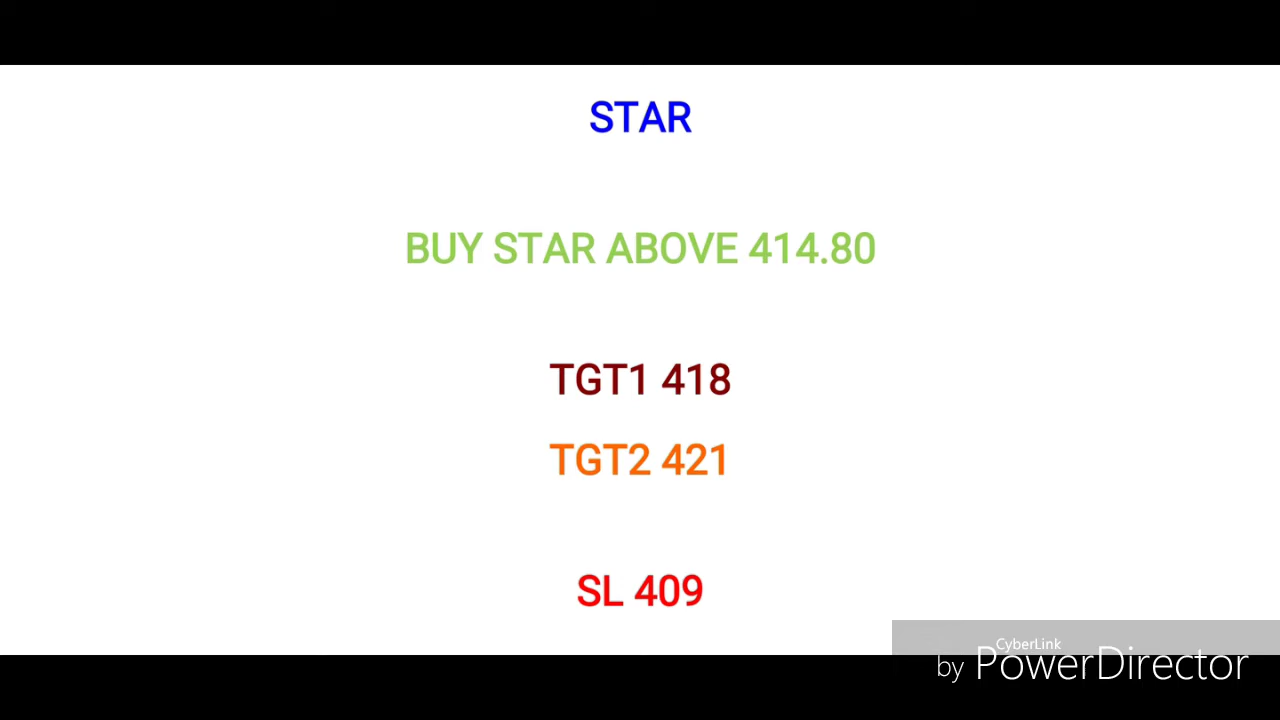 STAR
BUY STAR ABOVE 414.80
TGT1 418
TGT2 421
SL 409
CyberLink
by PowerDirector